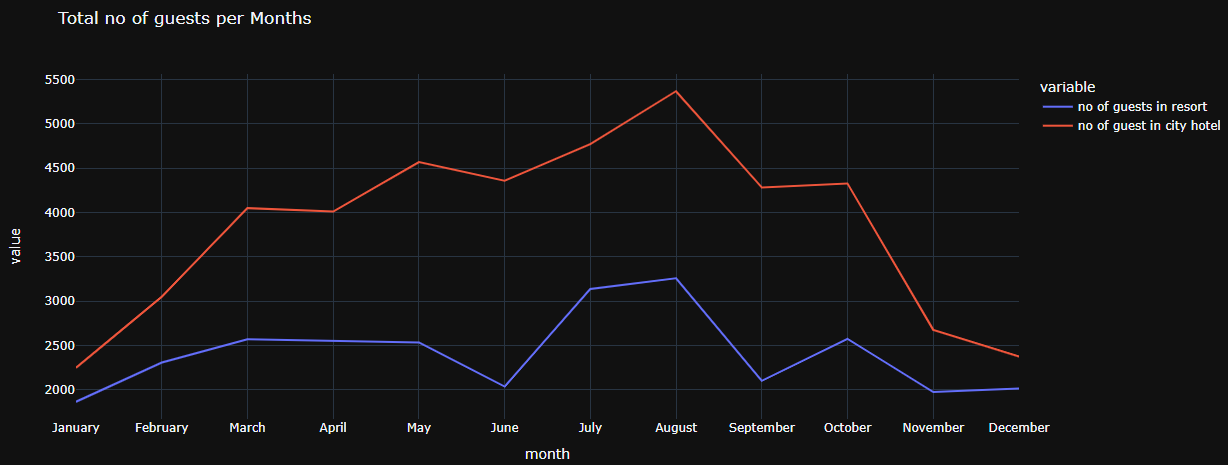 Total no of guests per Months
variable
no of guests in resort
no of guest in city hotel
value
5500
5000
4500
4000
3500
3000
2500
2000
January February March April May June July August September October November December
month